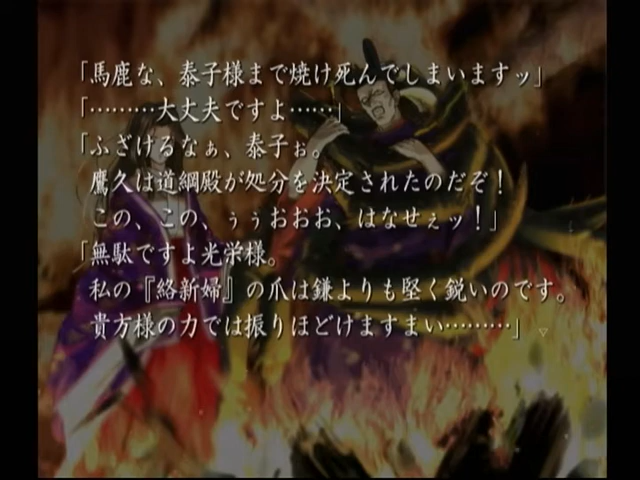 「馬鹿な、泰子様まで焼け死んでしまいますッ」
「………大丈夫ですよ……」
「ふざけるなぁ、泰子ぉ。
鷹久は道綱殿が処分を決定されたのだぞ！
この、この、ぅぅおおお、はなせぇッ！」
「無駄ですよ光栄様。
私の『絡新婦』の爪は鎌よりも堅く鋭いのです。
貴方様の力では振りほどけますまい………」